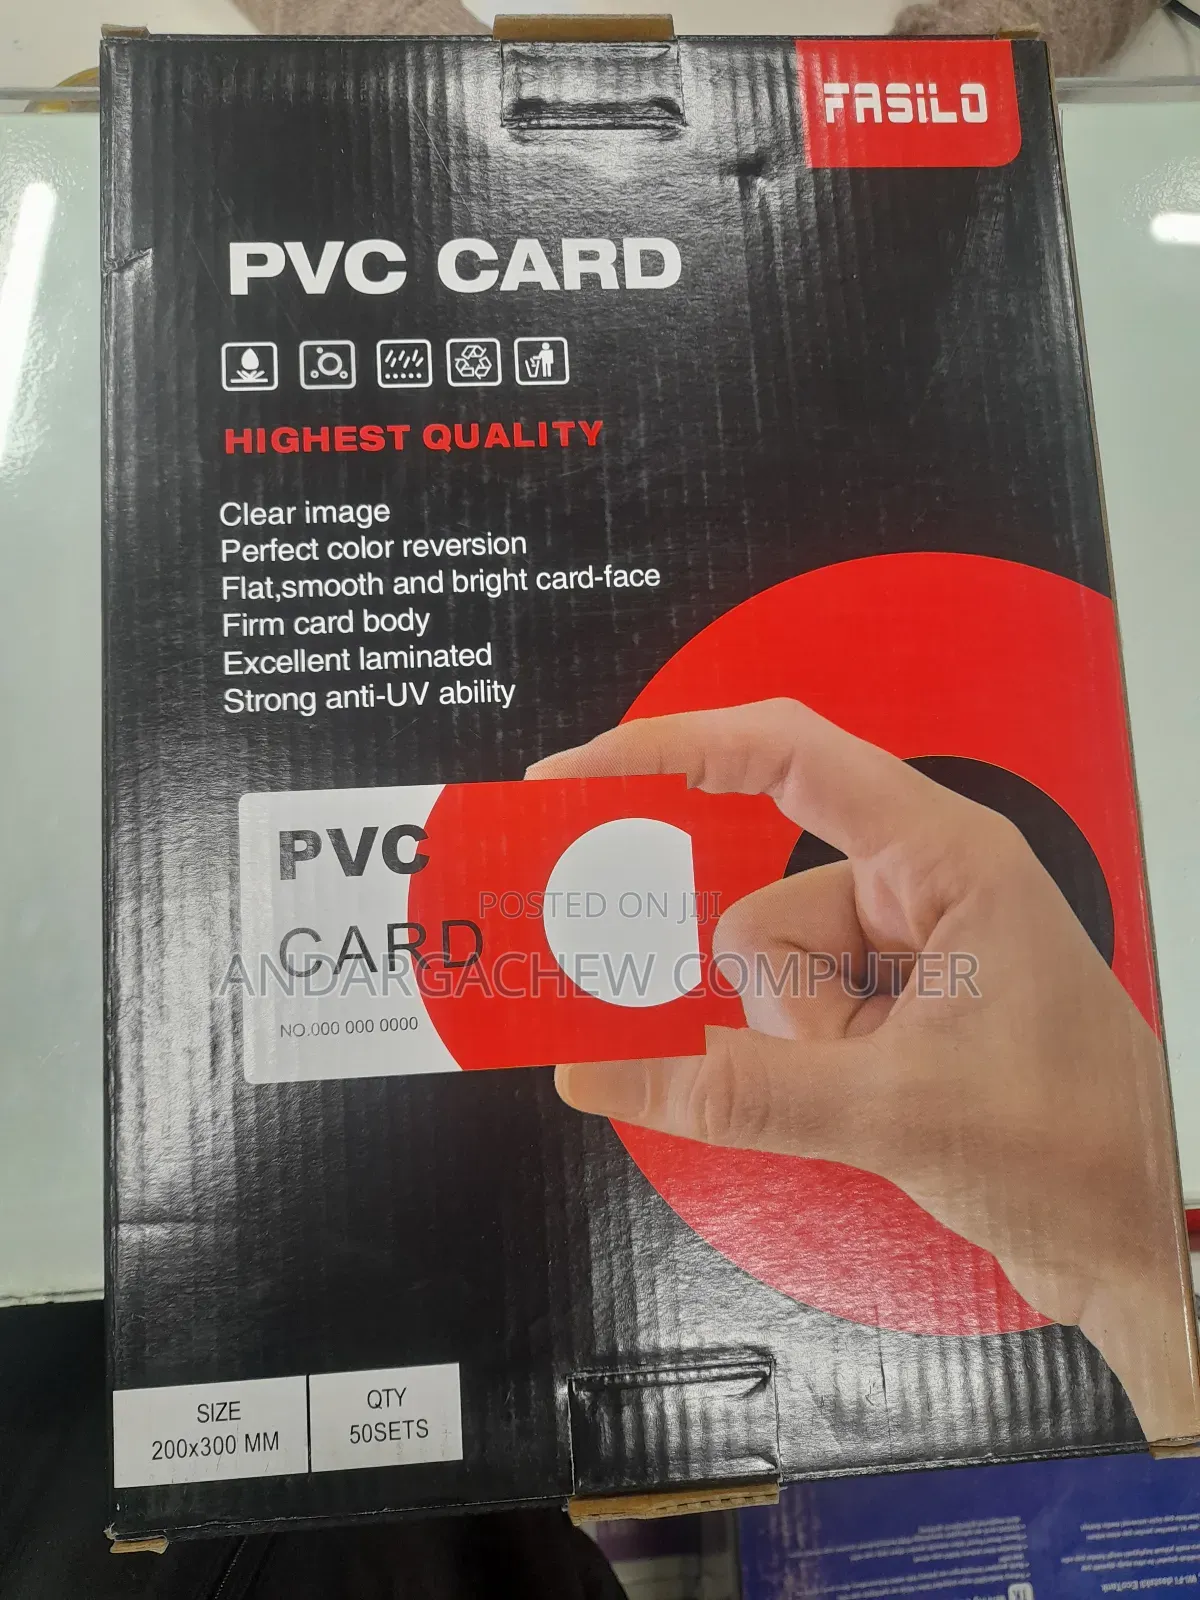 FASiLO
PVC CARD
HIGHEST QUALITY
Clear image
Perfect color reversion
Flat,smooth and bright card-face
Firm card body
Excellent laminated
Strong anti-UV ability
PVC
CARD
NO.000 000 0000
POSTED ON JIJI
ANDARGACHEW COMPUTER
SIZE
200x300 MM
QTY
50SETS